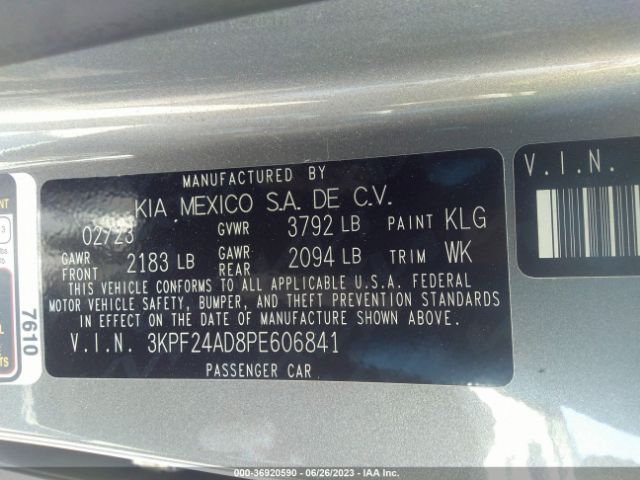 MANUFACTURED BY
KIA MEXICO S.A. DE C.V.
02/23 GVWR 3792 LB PAINT KLG
GAWR FRONT 2183 LB GAWR REAR 2094 LB TRIM WK
THIS VEHICLE CONFORMS TO ALL APPLICABLE U.S.A. FEDERAL
MOTOR VEHICLE SAFETY, BUMPER, AND THEFT PREVENTION STANDARDS
IN EFFECT ON THE DATE OF MANUFACTURE SHOWN ABOVE.
V.I.N. 3KPF24AD8PE606841
PASSENGER CAR
V.I.N.
7610
000-36920590 - 06/26/2023 - IAA Inc.